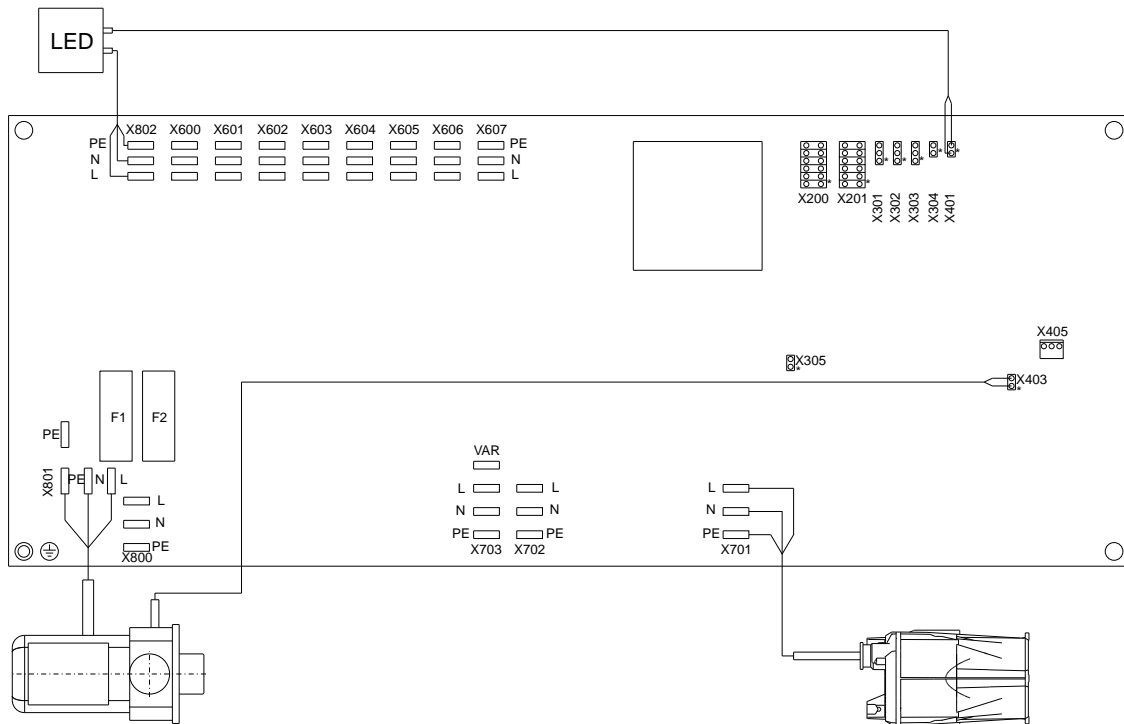 LED
X802 X600 X601 X602 X603 X604 X605 X606 X607
PE PE
N N
L L
* * * * * *
X200 X201 X301 X302 X303 X304 X401
X405
X305
*
X403
*
F1 F2
PE
X801 PE N L
L
N
PE
X800
VAR
L L L
N N N
PE PE PE
X703 X702 X701